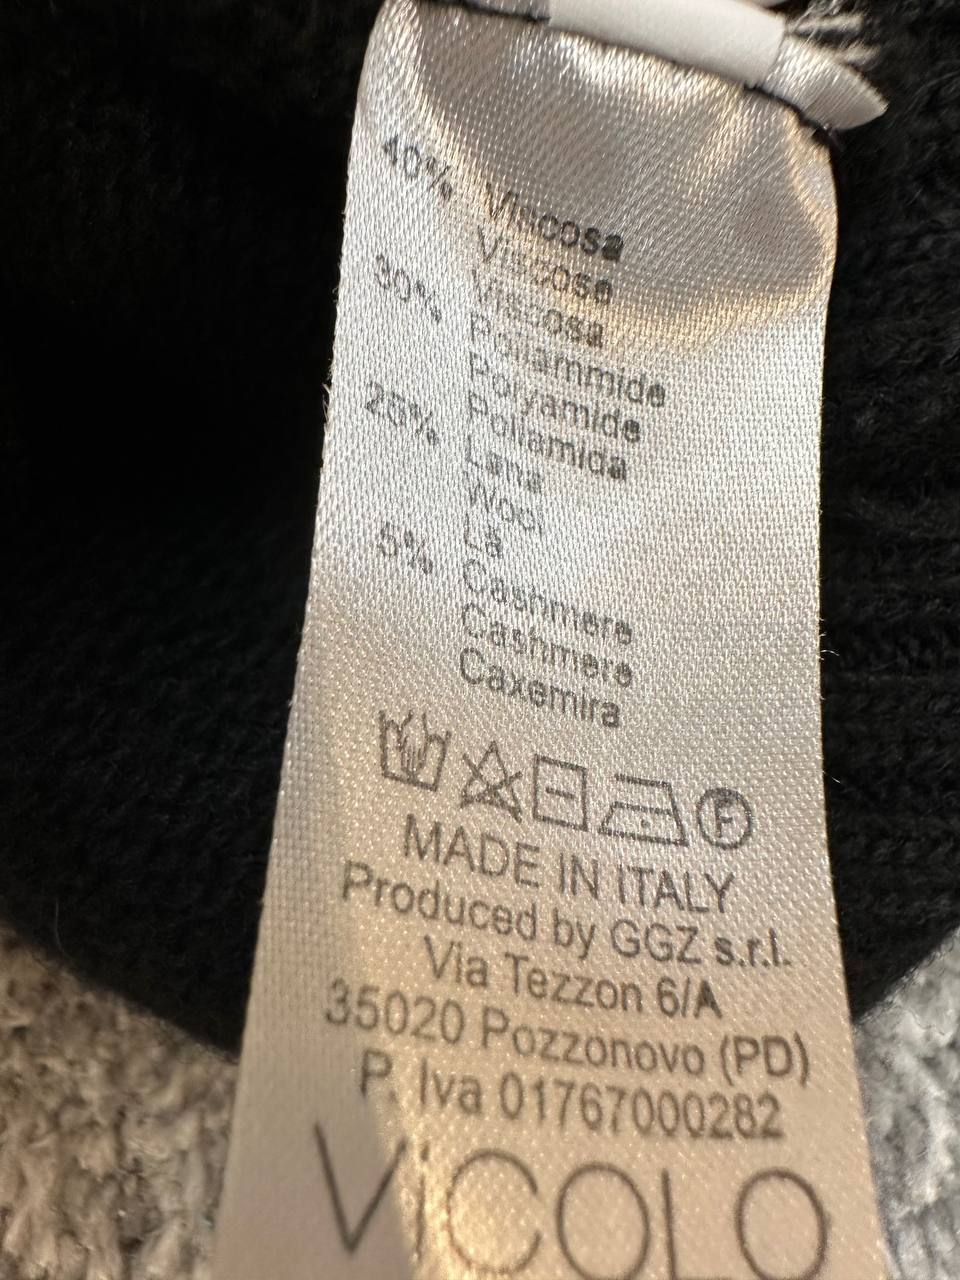 40% Viscosa
Viscose
Viscosa
30% Poliammide
Polyamide
Poliamida
25% Lana
Wool
Lã
5% Cashmere
Cashmere
Caxemira
F
MADE IN ITALY
Produced by GGZ s.r.l.
Via Tezzon 6/A
35020 Pozzonovo (PD)
P. Iva 01767000282
ViCOLO